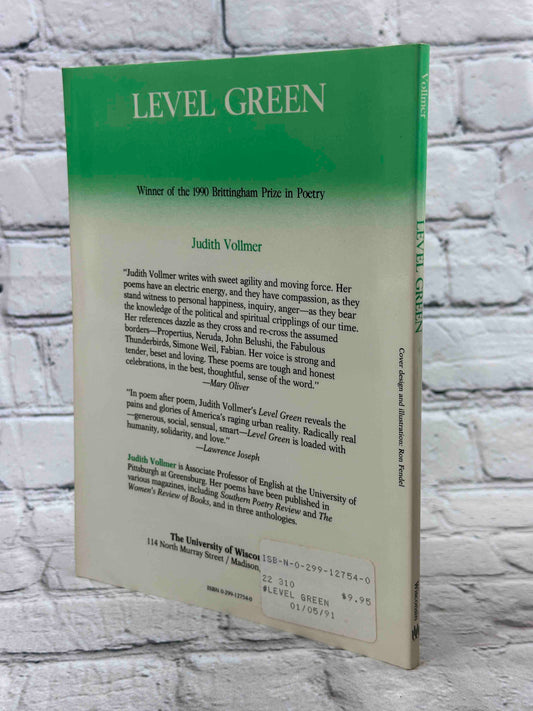 LEVEL GREEN
Winner of the 1990 Brittingham Prize in Poetry
Judith Vollmer
"Judith Vollmer writes with sweet agility and moving force. Her
poems have an electric energy, and they have compassion, as they
stand witness to personal happiness, inquiry, anger—as they bear
the knowledge of the political and spiritual cripplings of our time.
Her references dazzle as they cross and re-cross the assumed
borders—Propertius, Neruda, John Belushi, the Fabulous
Thunderbirds, Simone Weil, Fabian. Her voice is strong and
tender, beset and loving. These poems are tough and honest
celebrations, in the best, thoughtful, sense of the word."
—Mary Oliver
"In poem after poem, Judith Vollmer's Level Green reveals the
pains and glories of America's raging urban reality. Radically real
—generous, social, sensual, smart—Level Green is loaded with
humanity, solidarity, and love."
—Lawrence Joseph
Judith Vollmer is Associate Professor of English at the University of
Pittsburgh at Greensburg. Her poems have been published in
various magazines, including Southern Poetry Review and The
Women's Review of Books, and in three anthologies.
The University of Wisco
114 North Murray Street / Madison,
ISBN 0-299-12754-0
ISB-N-0-299-12754-0
22 310 $9.95
#LEVEL GREEN
01/05/91
Vollmer
LEVEL GREEN
Cover design and illustration: Ron Fendel
Wisconsin